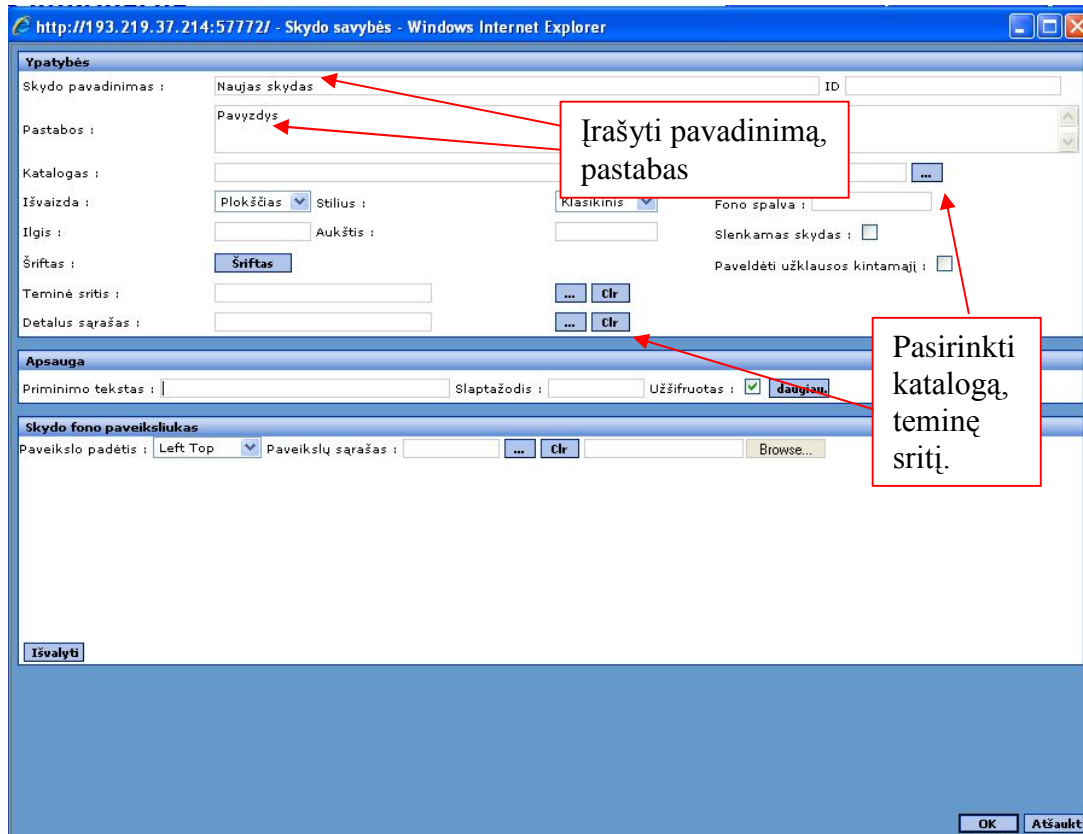 http://193.219.37.214:57772/ - Skydo savybės - Windows Internet Explorer
Ypatybės
Skydo pavadinimas : Naujas skydas ID
Pastabos : Pavyzdys
Įrašyti pavadinimą,
pastabas
Katalogas : ...
Išvaizda : Plokščias Stilius : Klasikinis Fono spalva :
Ilgis : Aukštis : Slenkamas skydas :
Šriftas : Šriftas Paveldėti užklausos kintamąjį :
Teminė sritis : ... Clr
Detalus sąrašas : ... Clr
Pasirinkti
katalogą,
teminę
sritį.
Apsauga
Priminimo tekstas : Slaptažodis : Užšifruotas : daugiau.
Skydo fono paveiksliukas
Paveikslo padėtis : Left Top Paveikslų sąrašas : ... Clr Browse...
Išvalyti
OK Atšaukt